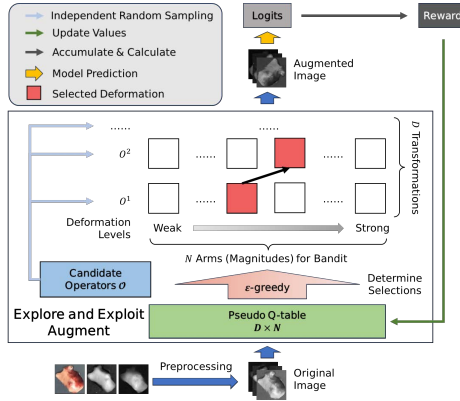 Independent Random Sampling
Update Values
Accumulate & Calculate
Model Prediction
Selected Deformation
Logits
Reward
Augmented
Image
......
......
O²
......
......
O¹
......
......
D Transformations
Deformation
Levels
Weak
Strong
N Arms (Magnitudes) for Bandit
Candidate
Operators O
ε-greedy
Determine
Selections
Explore and Exploit
Augment
Pseudo Q-table
D × N
Preprocessing
Original
Image